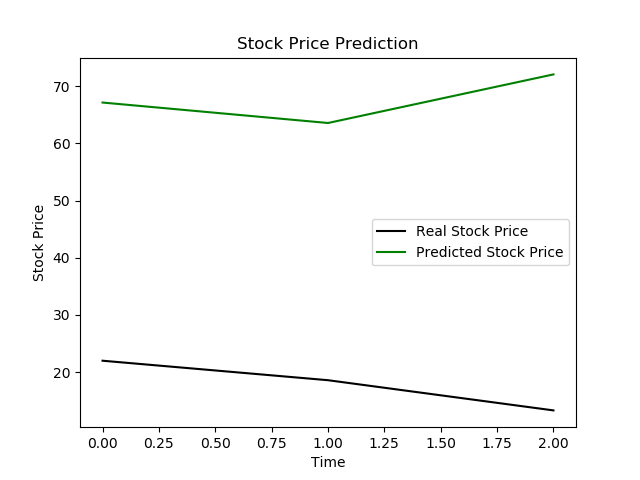 Stock Price Prediction
70
60
50
40
30
20
Stock Price
Real Stock Price
Predicted Stock Price
0.00 0.25 0.50 0.75 1.00 1.25 1.50 1.75 2.00
Time